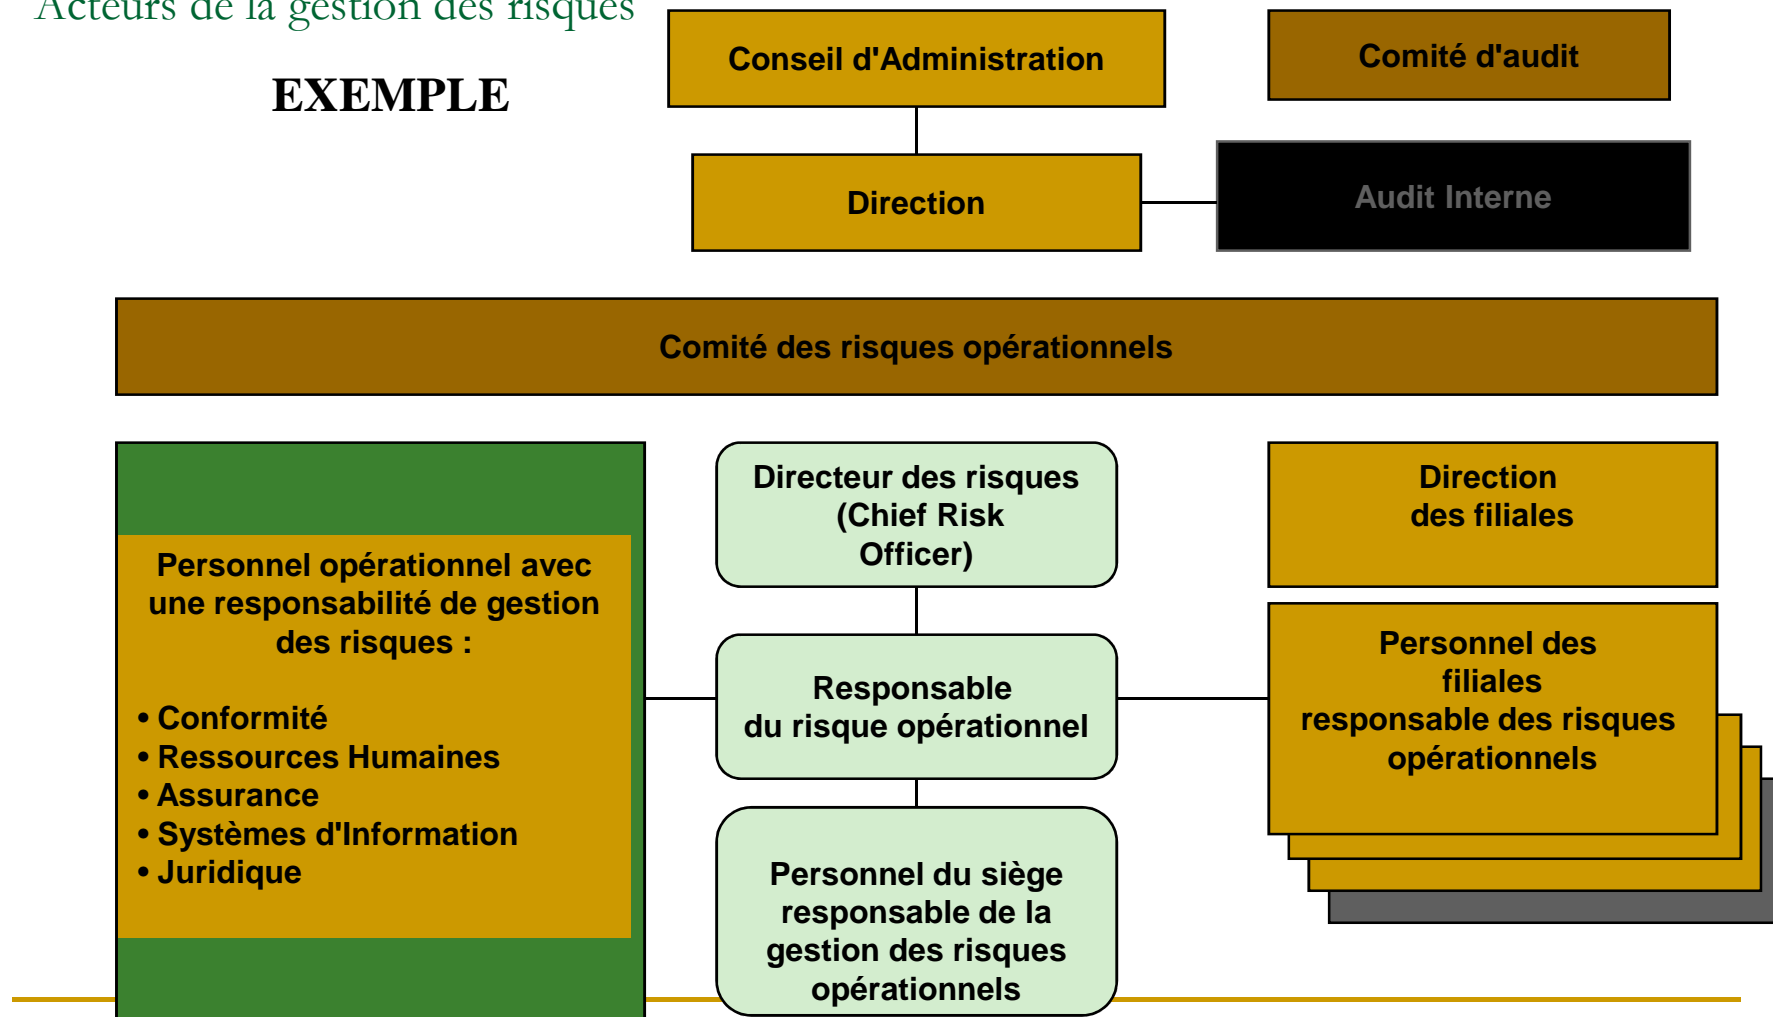 Acteurs de la gestion des risques
EXEMPLE
Conseil d'Administration
Comité d'audit
Direction
Audit Interne
Comité des risques opérationnels
Personnel opérationnel avec
une responsabilité de gestion
des risques :
• Conformité
• Ressources Humaines
• Assurance
• Systèmes d'Information
• Juridique
Directeur des risques
(Chief Risk
Officer)
Responsable
du risque opérationnel
Personnel du siège
responsable de la
gestion des risques
opérationnels
Direction
des filiales
Personnel des
filiales
responsable des risques
opérationnels